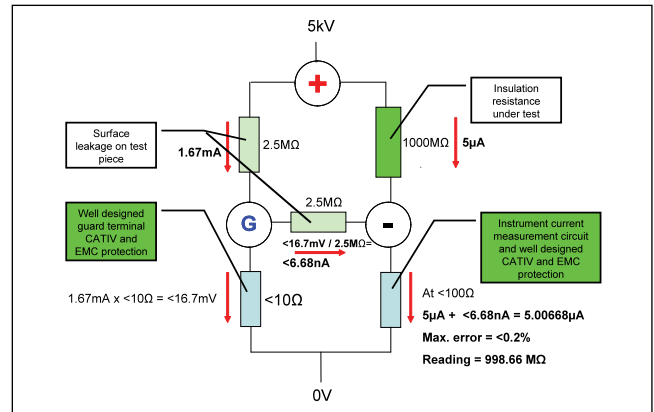 5kV
+
Insulation
resistance
under test
Surface
leakage on test
piece
1.67mA
2.5MΩ
1000MΩ
5µA
Well designed
guard terminal
CATIV and
EMC protection
G
2.5MΩ
-
<16.7mV / 2.5MΩ=
<6.68nA
Instrument current
measurement circuit
and well designed
CATIV and EMC
protection
1.67mA x <10Ω = <16.7mV
<10Ω
At <100Ω
5µA + <6.68nA = 5.00668µA
Max. error = <0.2%
Reading = 998.66 MΩ
0V